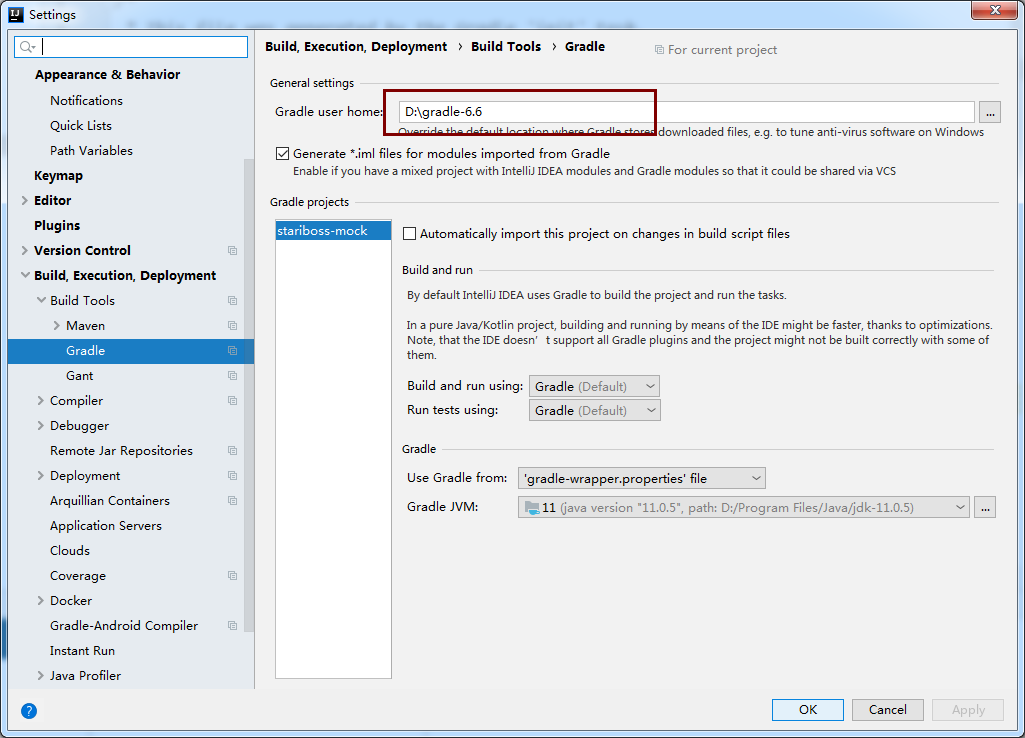 Settings
Appearance & Behavior
Notifications
Quick Lists
Path Variables
Keymap
Editor
Plugins
Version Control
Build, Execution, Deployment
Build Tools
Maven
Gradle
Gant
Compiler
Debugger
Remote Jar Repositories
Deployment
Arquillian Containers
Application Servers
Clouds
Coverage
Docker
Gradle-Android Compiler
Instant Run
Java Profiler
Build, Execution, Deployment › Build Tools › Gradle
For current project
General settings
Gradle user home: D:\gradle-6.6 ...
Override the default location where Gradle stores downloaded files, e.g. to tune anti-virus software on Windows
Generate *.iml files for modules imported from Gradle
Enable if you have a mixed project with IntelliJ IDEA modules and Gradle modules so that it could be shared via VCS
Gradle projects
stariboss-mock
Automatically import this project on changes in build script files
Build and run
By default IntelliJ IDEA uses Gradle to build the project and run the tasks.
In a pure Java/Kotlin project, building and running by means of the IDE might be faster, thanks to optimizations.
Note, that the IDE doesn't support all Gradle plugins and the project might not be built correctly with some of
them.
Build and run using: Gradle (Default)
Run tests using: Gradle (Default)
Gradle
Use Gradle from: 'gradle-wrapper.properties' file
Gradle JVM: 11 (java version "11.0.5", path: D:/Program Files/Java/jdk-11.0.5) ...
?
OK Cancel Apply